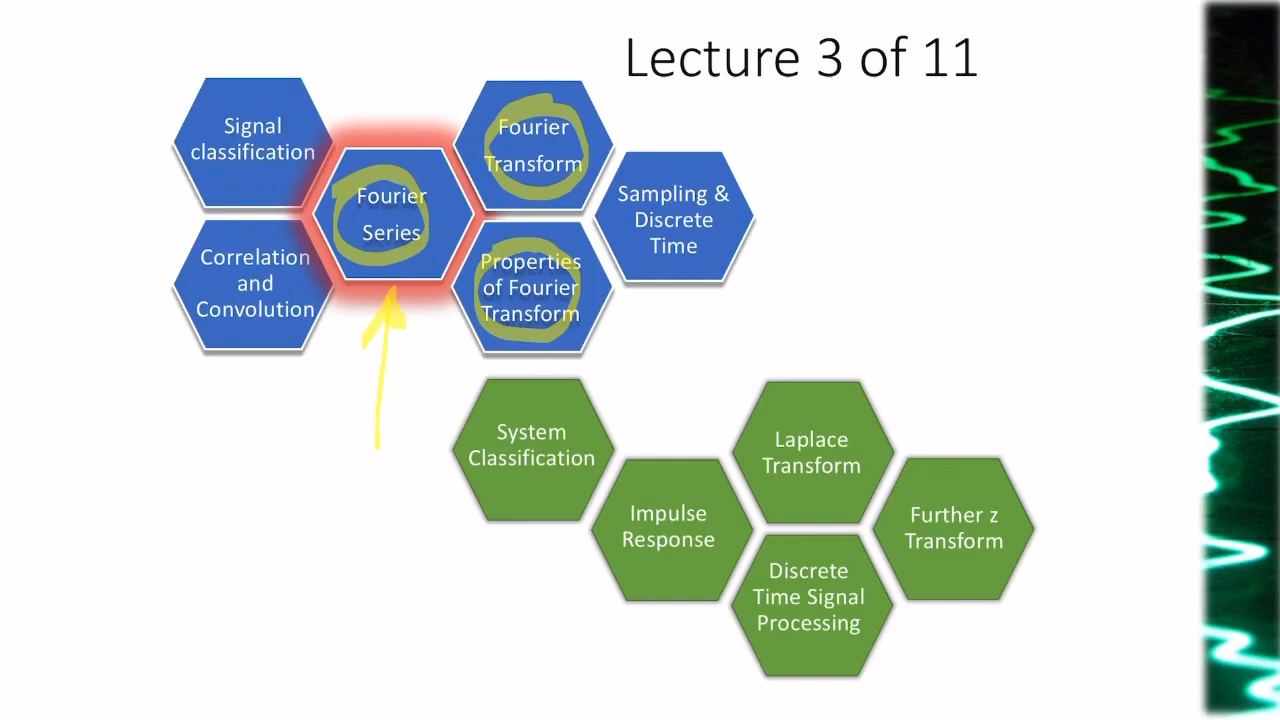 Lecture 3 of 11
Signal
classification
Correlation
and
Convolution
Fourier
Series
Fourier
Transform
Properties
of Fourier
Transform
Sampling &
Discrete
Time
System
Classification
Impulse
Response
Laplace
Transform
Discrete
Time Signal
Processing
Further z
Transform